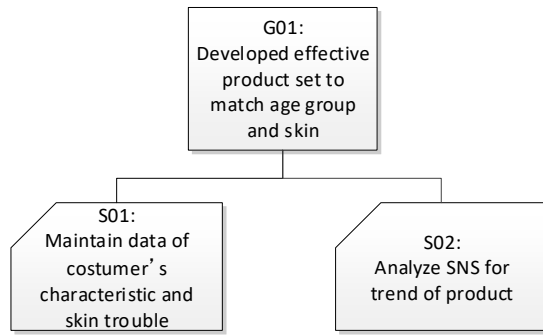 G01:
Developed effective
product set to
match age group
and skin
S01:
Maintain data of
costumer’s
characteristic and
skin trouble
S02:
Analyze SNS for
trend of product